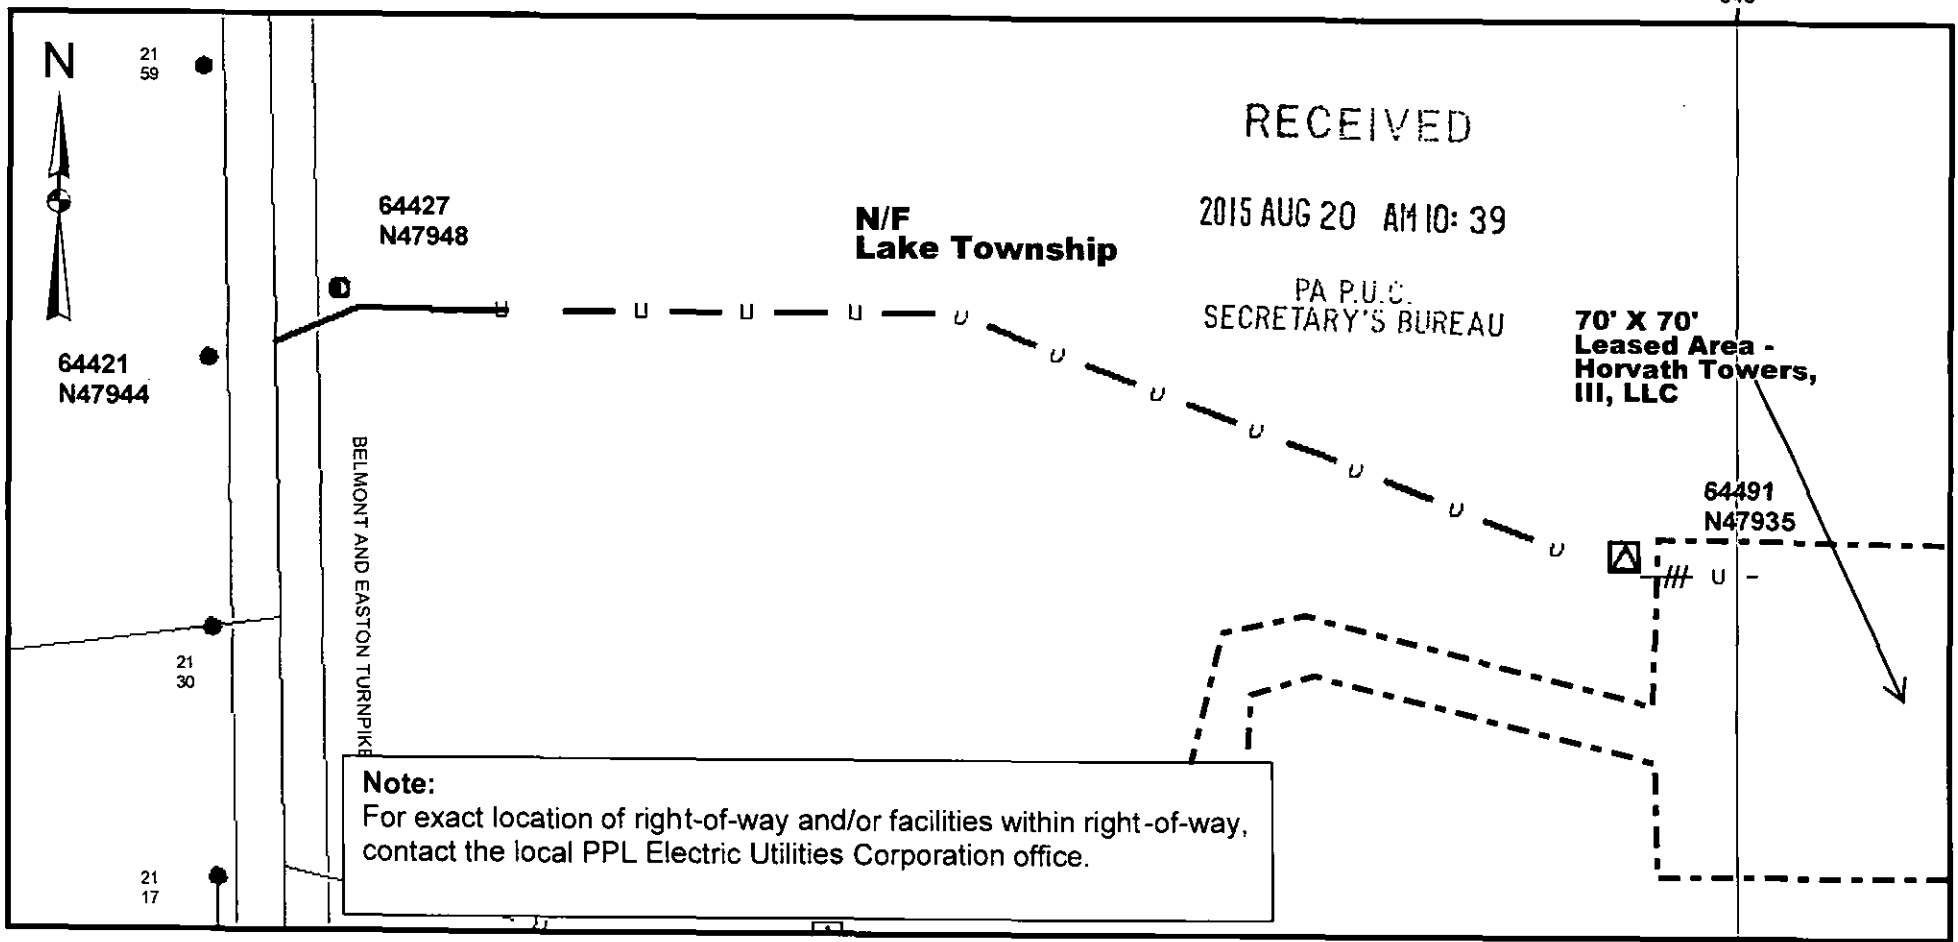 N
21
59
RECEIVED
64427
N47948
N/F
Lake Township
2015 AUG 20 AM 10: 39
PA P.U.C.
SECRETARY'S BUREAU
70' X 70'
Leased Area -
Horvath Towers,
III, LLC
64421
N47944
U
U
U
U
U
U
U
U
U
U
U
BELMONT AND EASTON TURNPIKE
64491
N47935
U
21
30
Note:
For exact location of right-of-way and/or facilities within right-of-way,
contact the local PPL Electric Utilities Corporation office.
21
17